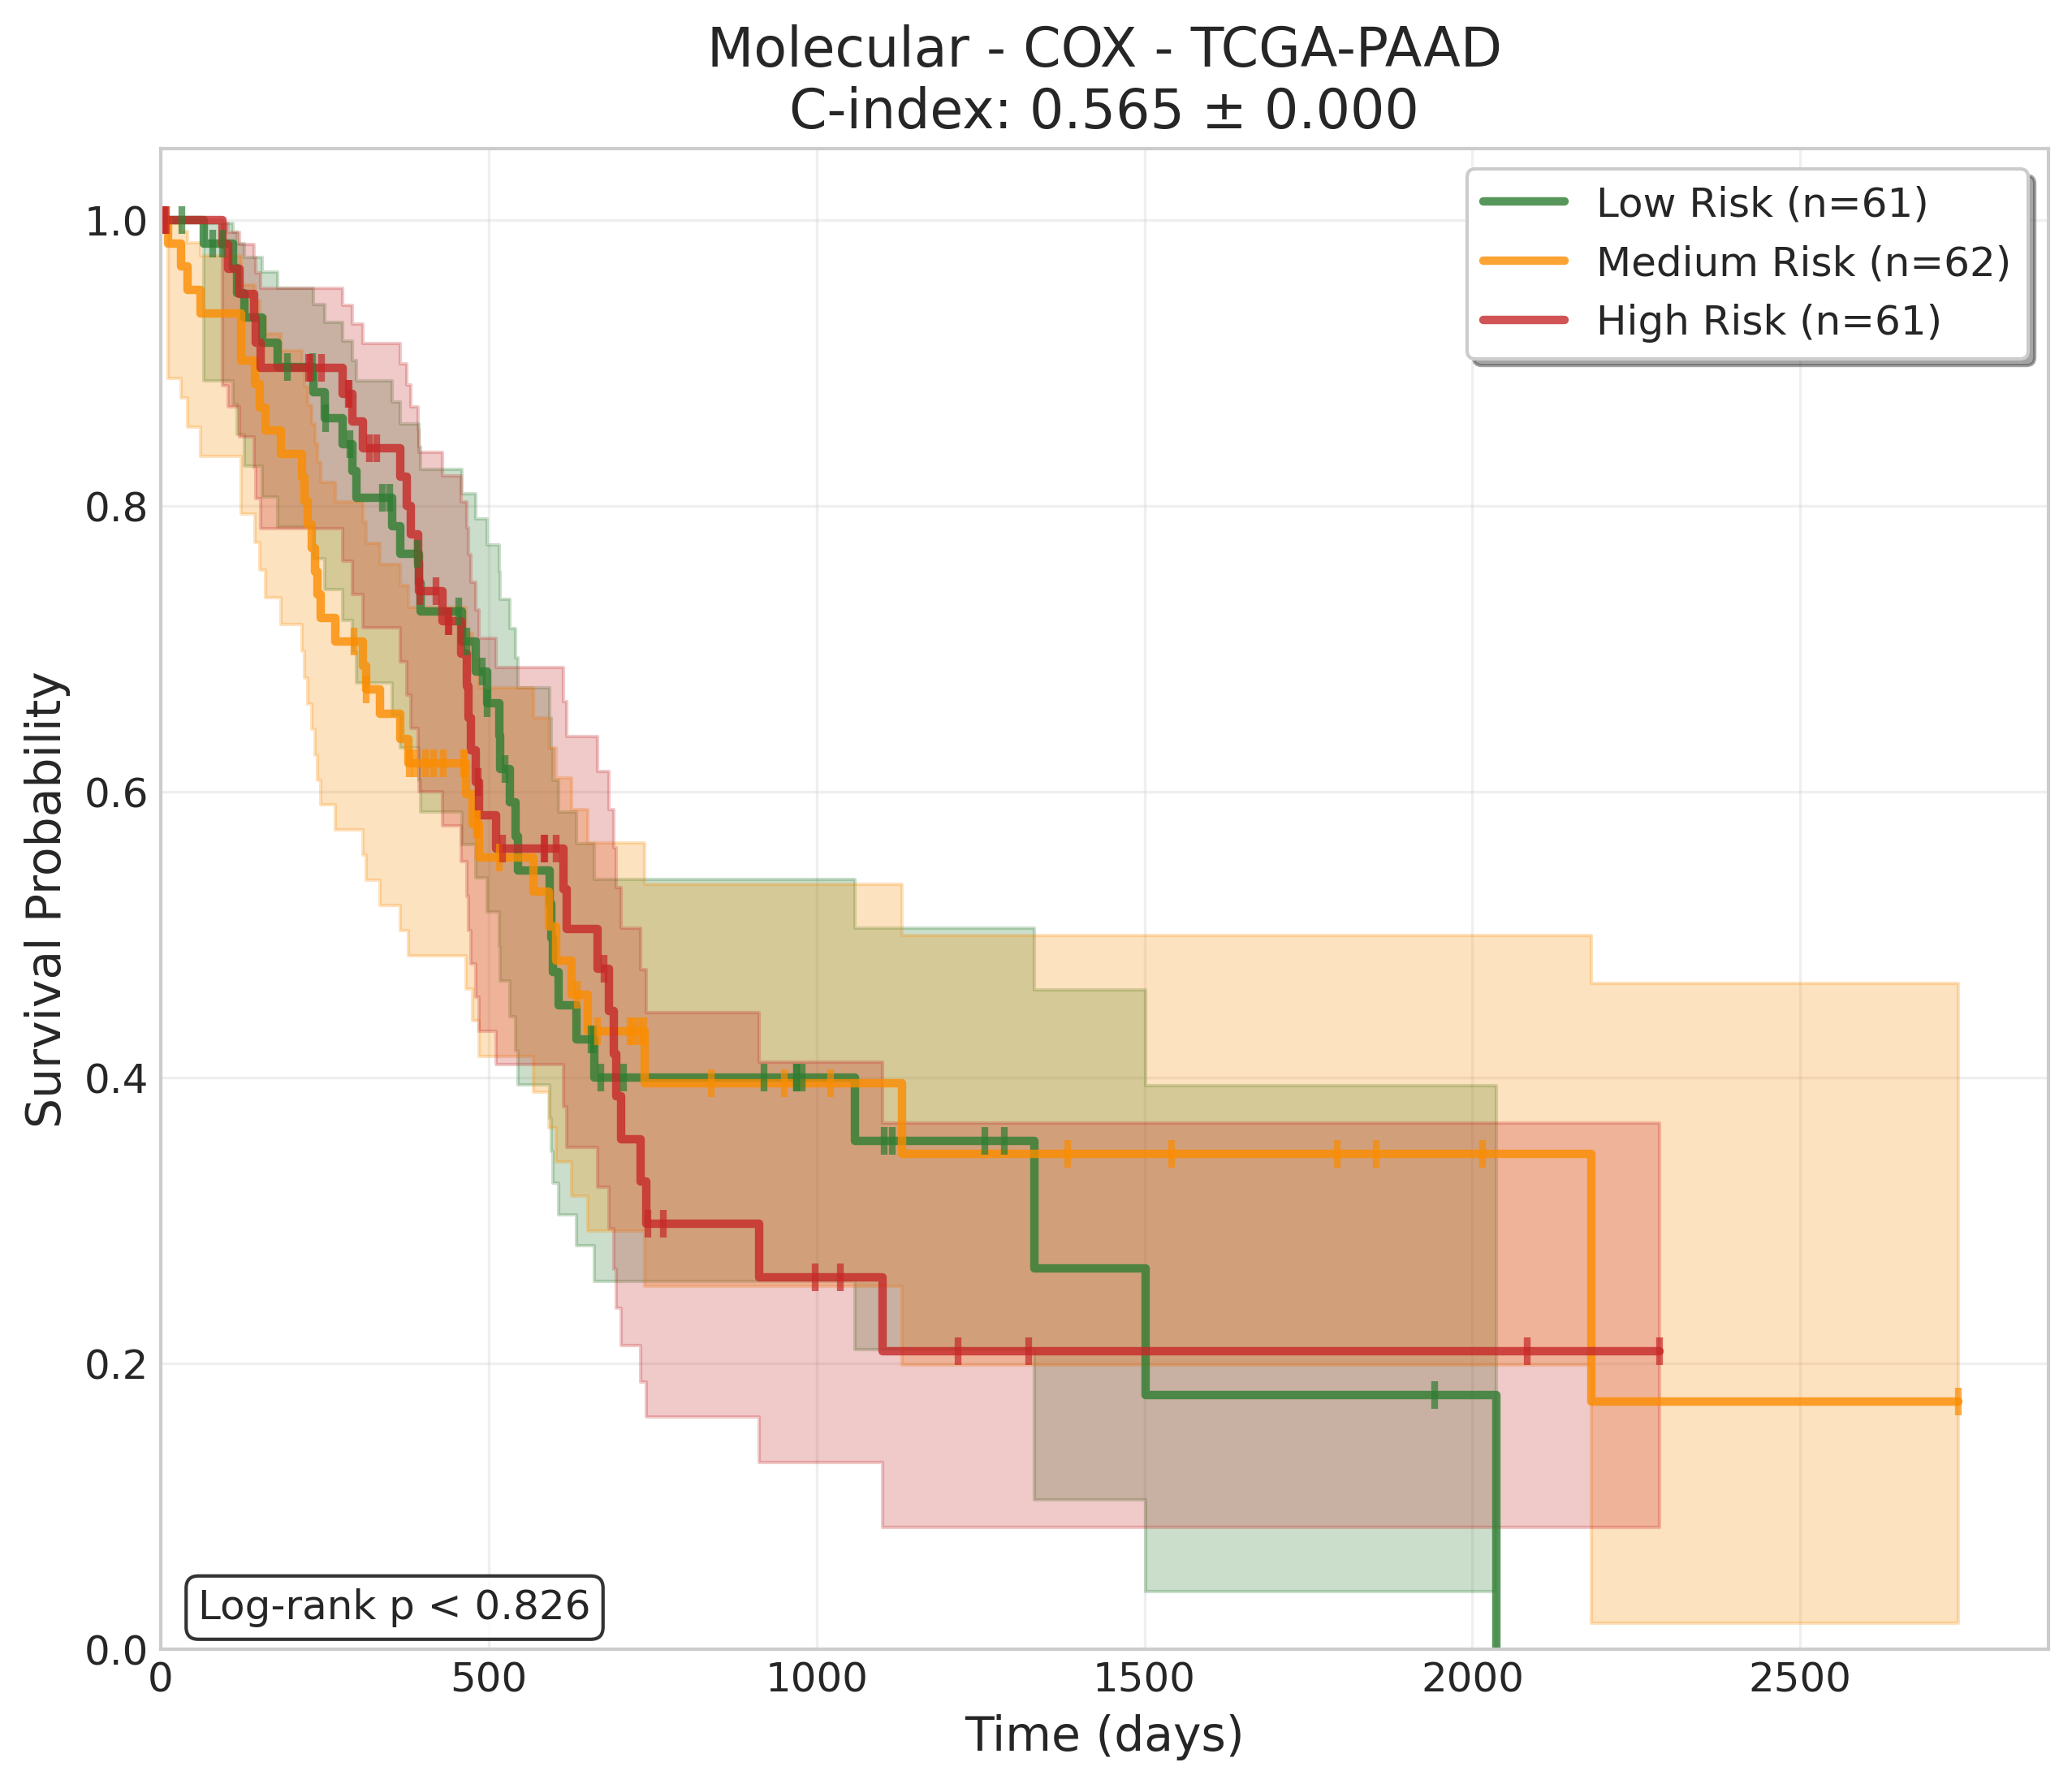 Molecular - COX - TCGA-PAAD
C-index: 0.565 ± 0.000
Low Risk (n=61)
Medium Risk (n=62)
High Risk (n=61)
Survival Probability
1.0
0.8
0.6
0.4
0.2
0.0
Log-rank p < 0.826
0
500
1000
1500
2000
2500
Time (days)